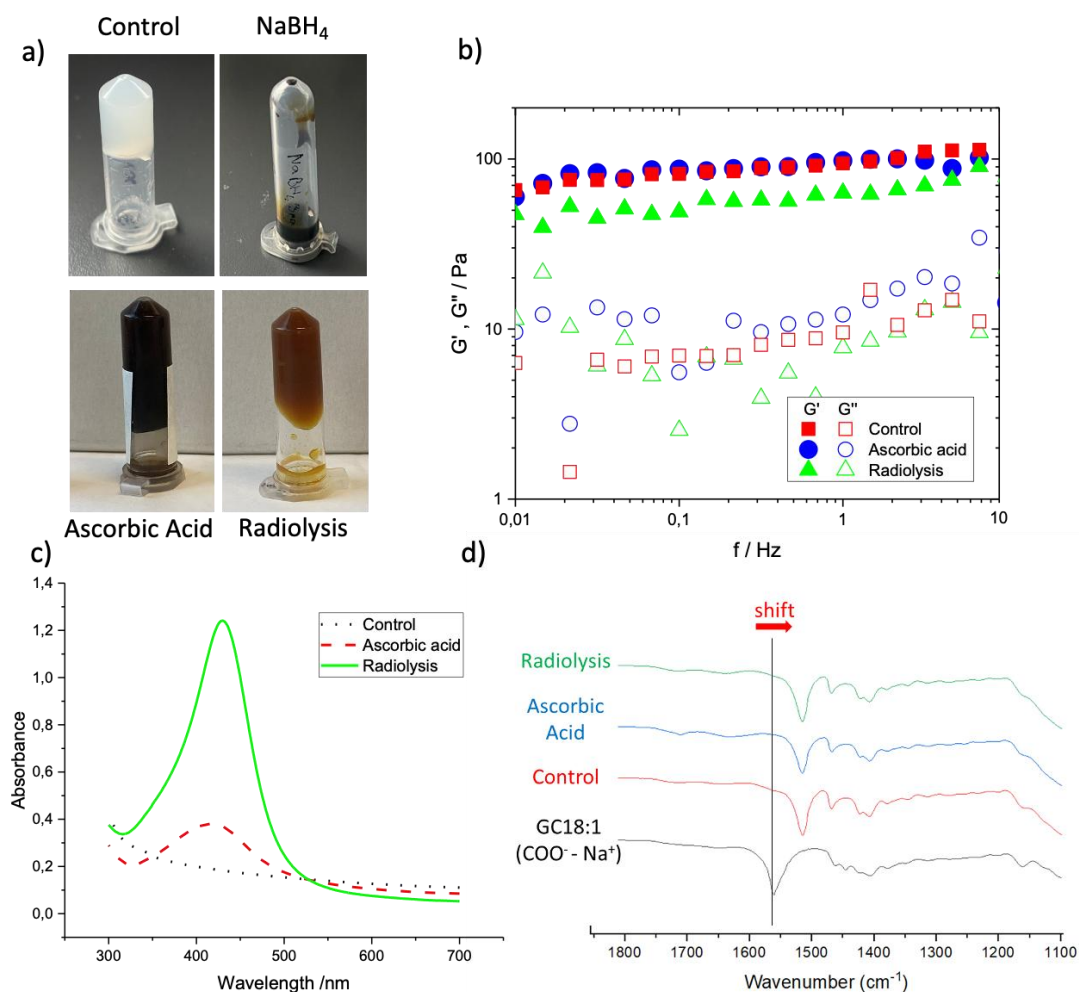 a)
Control
NaBH₄
NaBH₄
Ascorbic Acid
Radiolysis
b)
G', G'' / Pa
100
10
1
0,01
0,1
1
10
f / Hz
G' G''
Control
Ascorbic acid
Radiolysis
c)
Absorbance
1,4
1,2
1,0
0,8
0,6
0,4
0,2
0,0
300 400 500 600 700
Wavelength /nm
Control
Ascorbic acid
Radiolysis
d)
shift
Radiolysis
Ascorbic
Acid
Control
GC18:1
(COO⁻ - Na⁺)
1800 1700 1600 1500 1400 1300 1200 1100
Wavenumber (cm⁻¹)